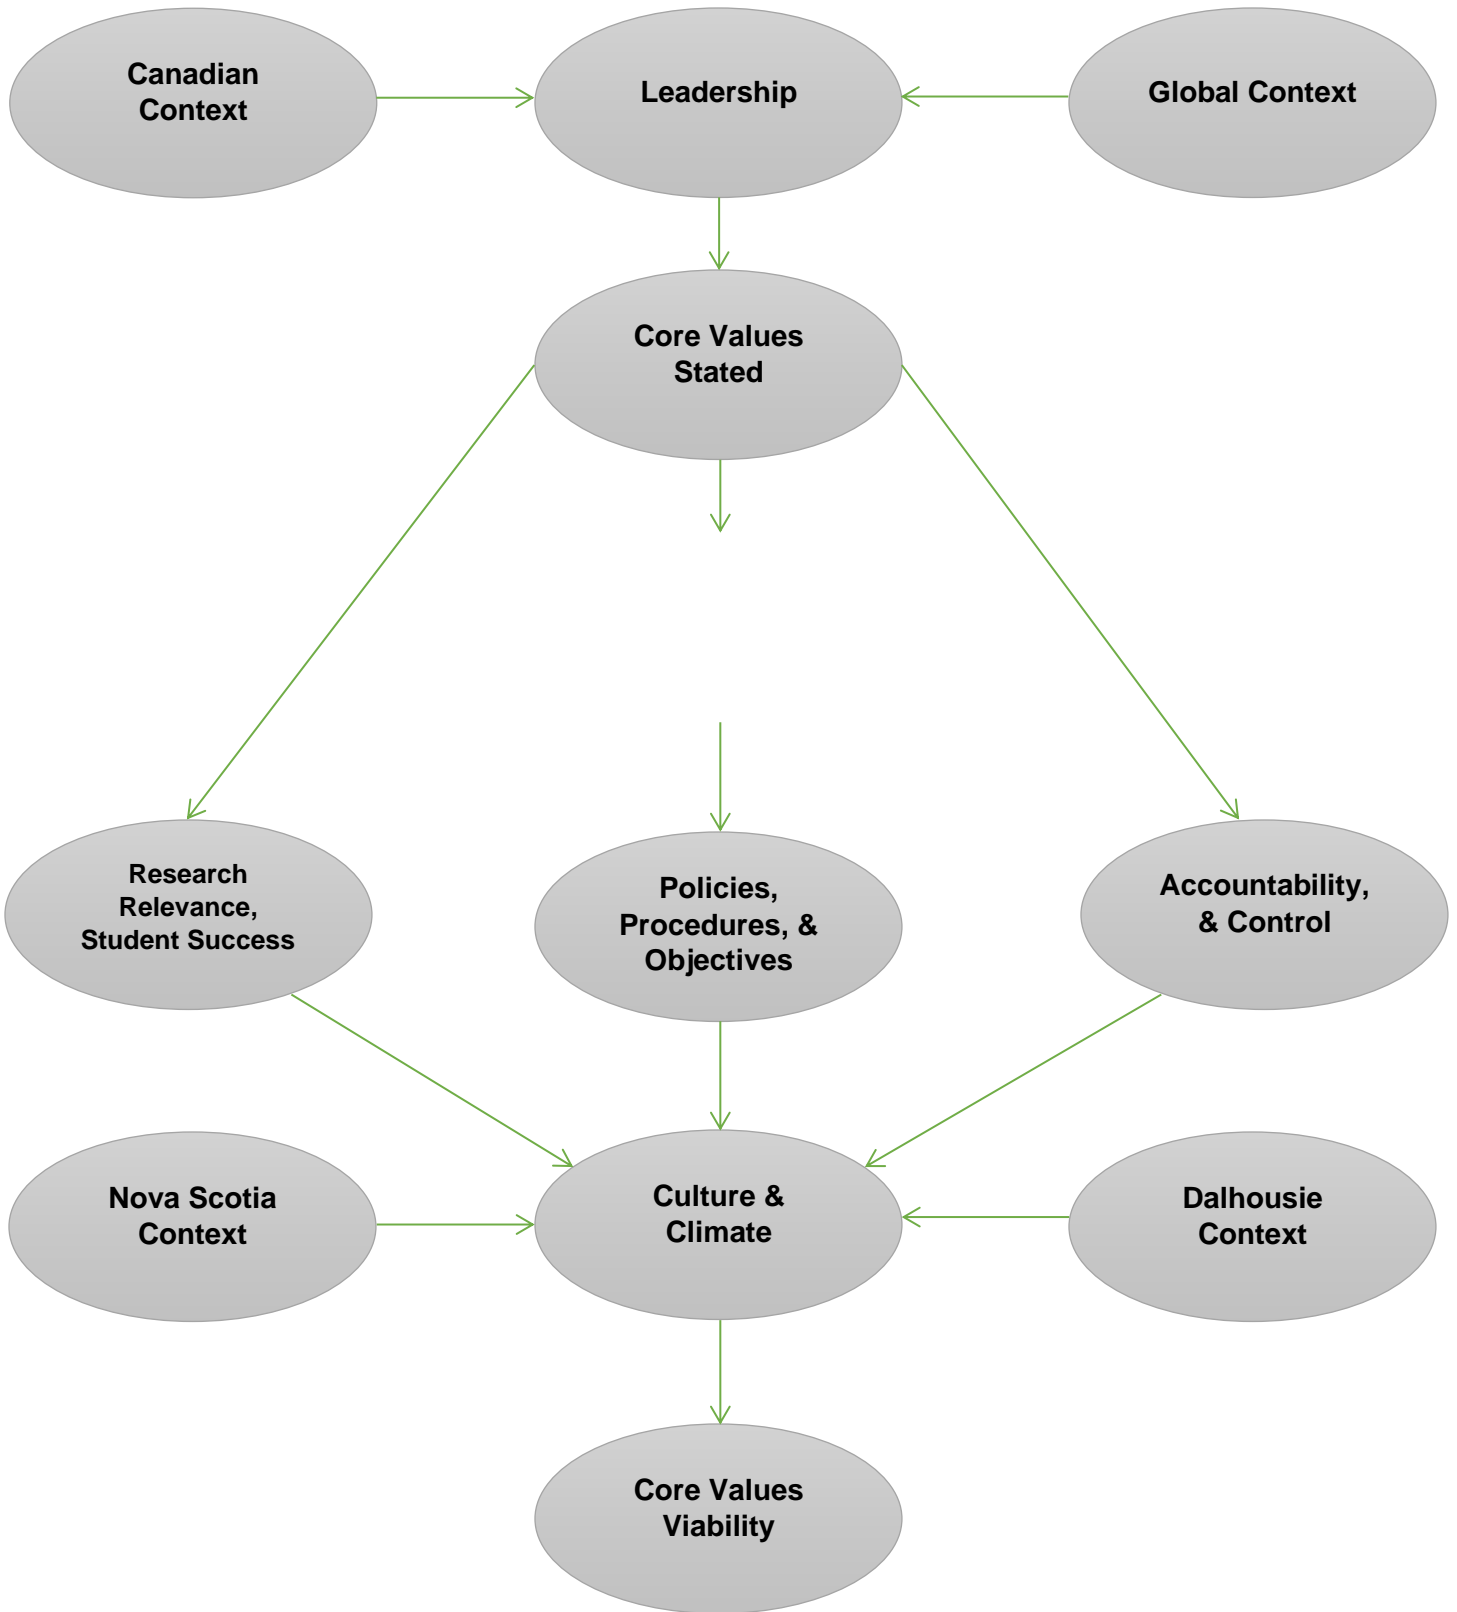 Canadian
Context
Leadership
Global Context
Core Values
Stated
Research
Relevance,
Student Success
Policies,
Procedures, &
Objectives
Accountability,
& Control
Nova Scotia
Context
Culture &
Climate
Dalhousie
Context
Core Values
Viability